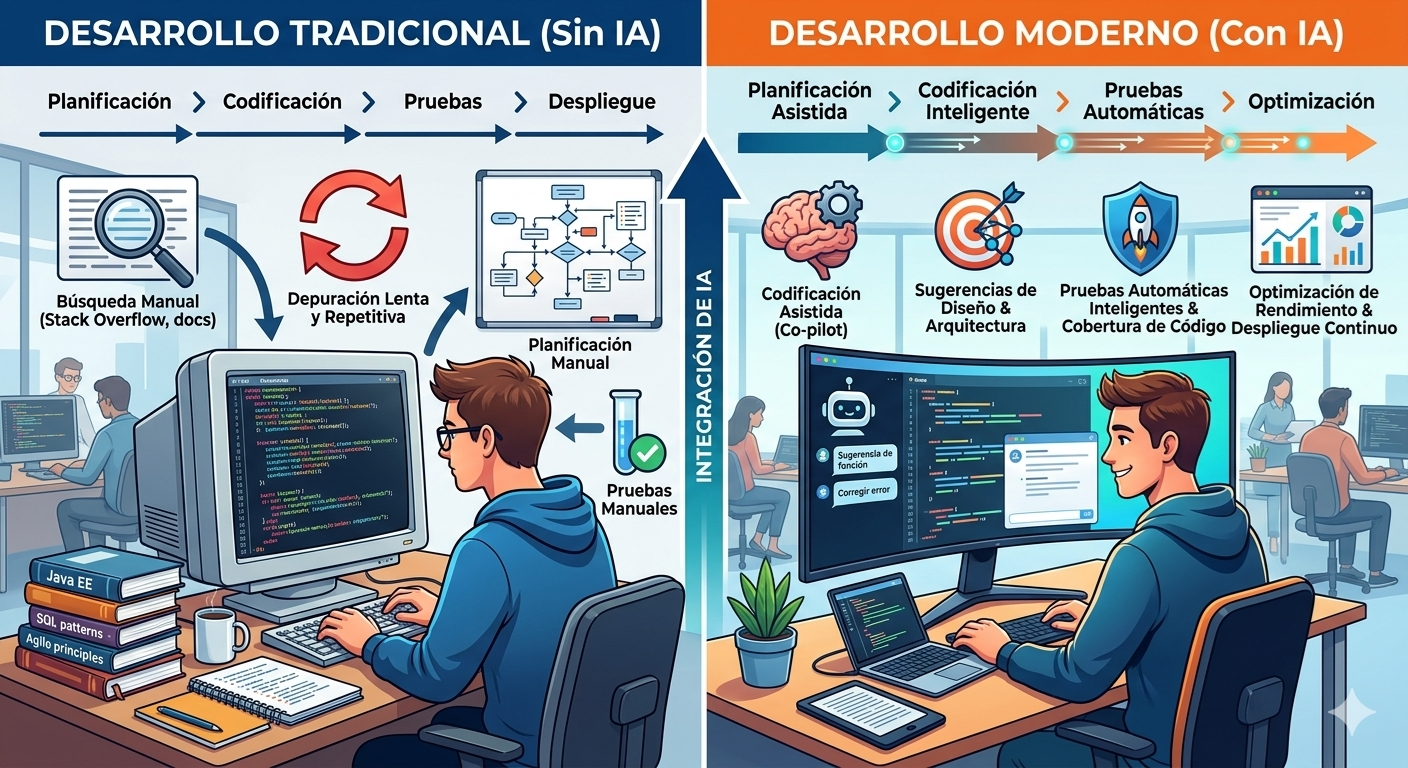 DESARROLLO TRADICIONAL (Sin IA)
Planificación
Codificación
Pruebas
Despliegue
Búsqueda Manual
(Stack Overflow, docs)
Depuración Lenta
y Repetitiva
Planificación
Manual
Pruebas
Manuales
Java EE
SQL patterns
Agllo principles
INTEGRACIÓN DE IA
DESARROLLO MODERNO (Con IA)
Planificación
Asistida
Codificación
Inteligente
Pruebas
Automáticas
Optimización
Codificación
Asistida
(Co-pilot)
Sugerencias de
Diseño &
Arquitectura
Pruebas Automáticas
Inteligentes &
Cobertura de Código
Optimización de
Rendimiento &
Despliegue Continuo
Sugerensla de
fonción
Corregir error